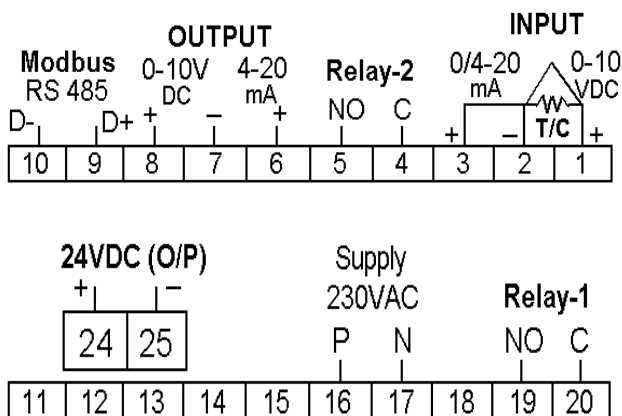 OUTPUT
INPUT
Modbus
RS 485
0-10V
DC
4-20
mA
Relay-2
0/4-20
mA
0-10
VDC
T/C
D-
D+
+
−
+
NO C
+
−
+
10 9 8 7 6 5 4 3 2 1
24VDC (O/P)
+ −
24 25
Supply
230VAC
P N
Relay-1
NO C
11 12 13 14 15 16 17 18 19 20